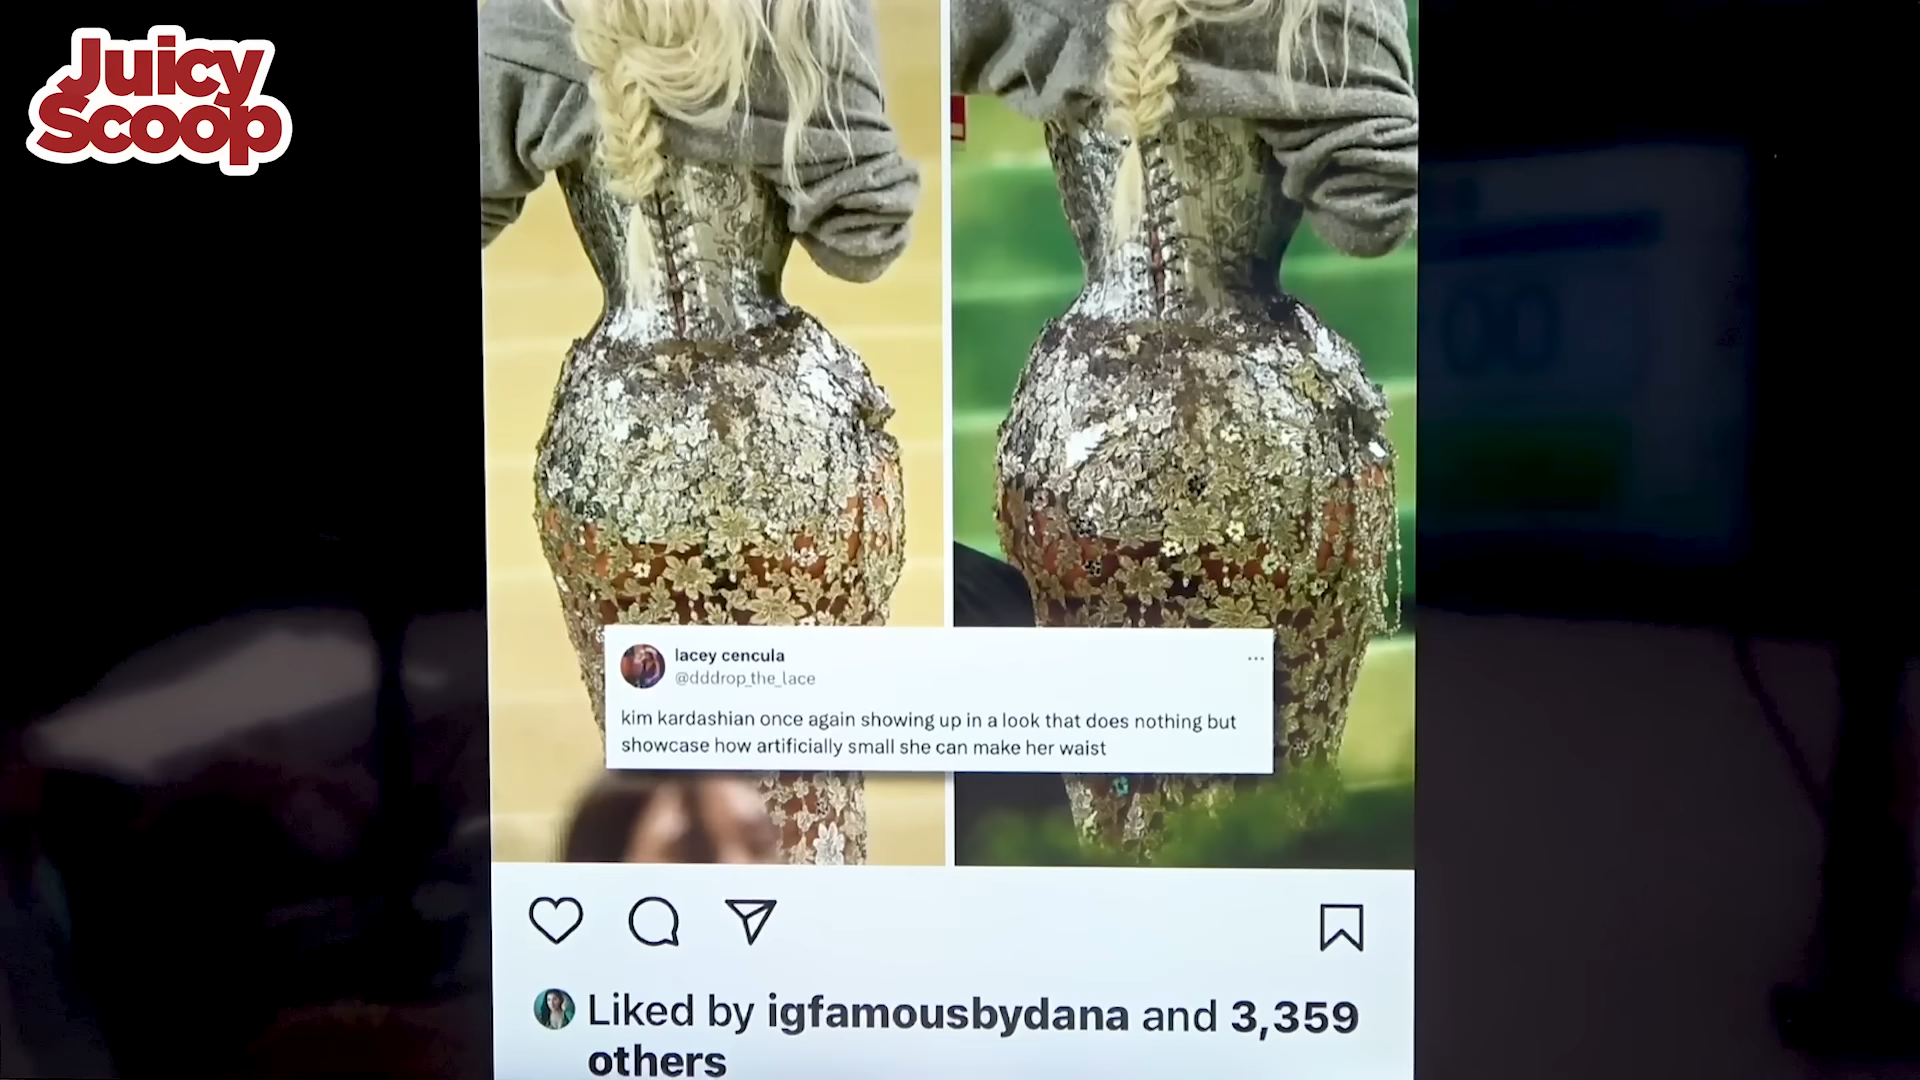 Juicy
Scoop
lacey cencula
@dddrop_the_lace
kim kardashian once again showing up in a look that does nothing but
showcase how artificially small she can make her waist
Liked by igfamousbydana and 3,359
others